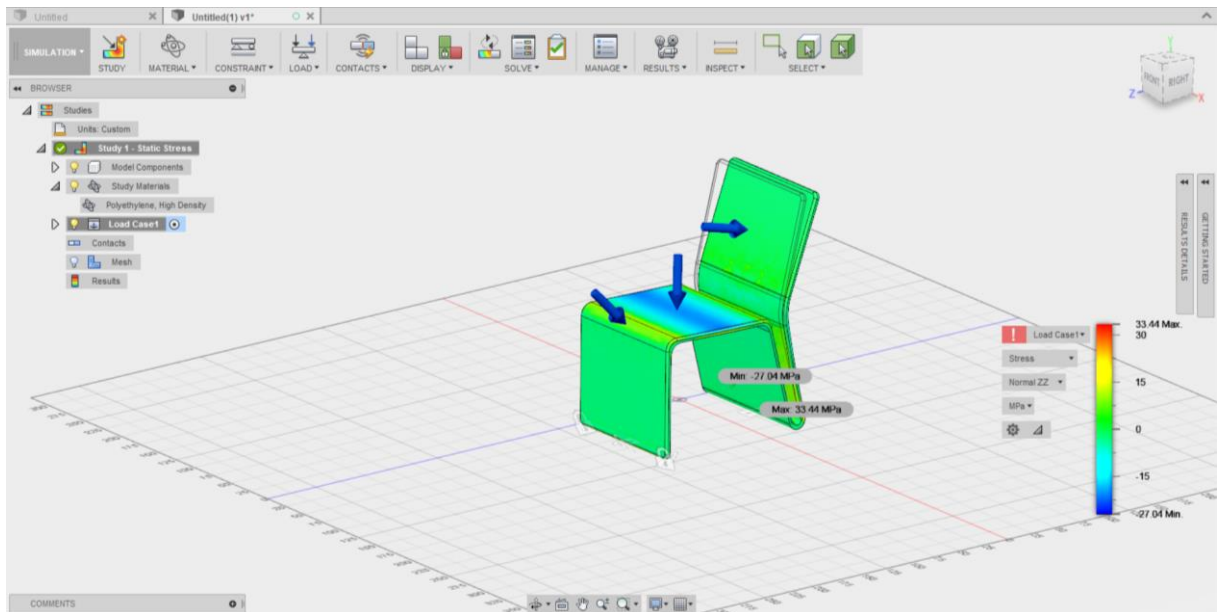 Untitled
Untitled(1) v1*
SIMULATION
STUDY
MATERIAL
CONSTRAINT
LOAD
CONTACTS
DISPLAY
SOLVE
MANAGE
RESULTS
INSPECT
SELECT
BROWSER
Studies
Units: Custom
Study 1 - Static Stress
Model Components
Study Materials
Polyethylene, High Density
Load Case1
Contacts
Mesh
Results
Y
FRONT
RIGHT
Z
X
RESULTS DETAILS
GETTING STARTED
Min: -27.04 MPa
Max: 33.44 MPa
Load Case1
Stress
Normal ZZ
MPa
33.44 Max.
30
15
0
-15
-27.04 Min.
COMMENTS